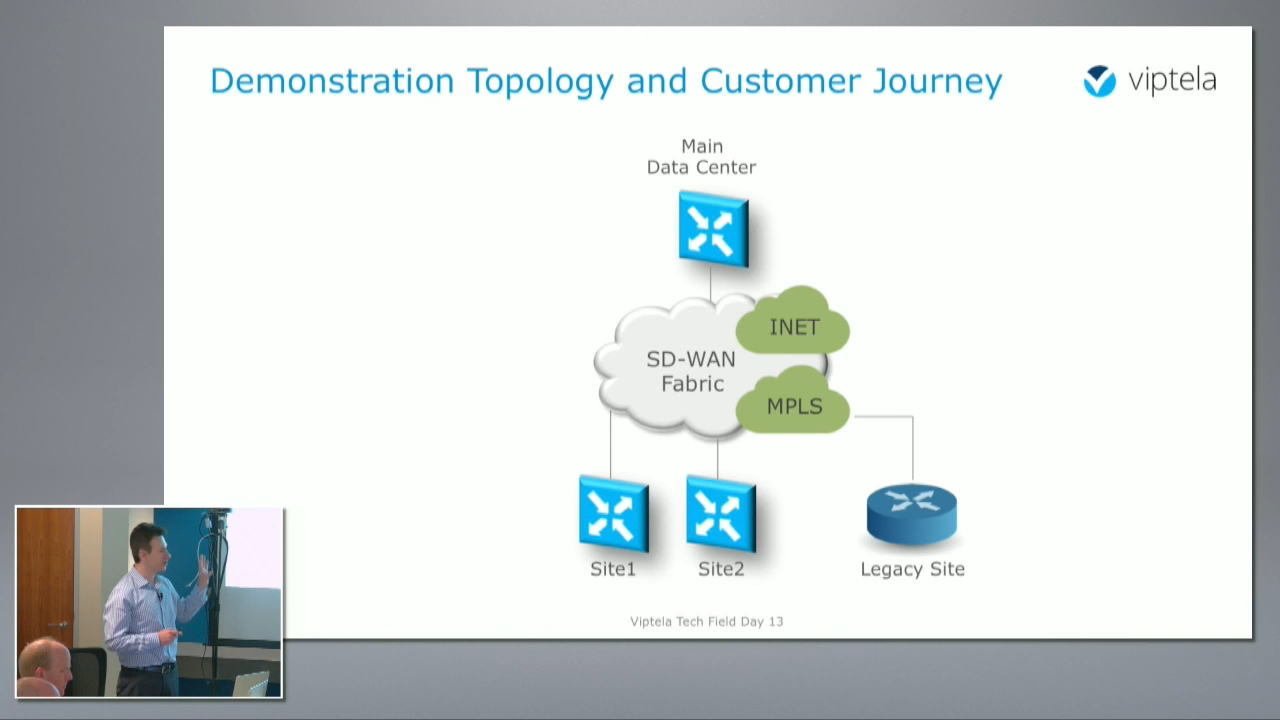 Demonstration Topology and Customer Journey
viptela
Main
Data Center
INET
SD-WAN
Fabric
MPLS
Site1
Site2
Legacy Site
Viptela Tech Field Day 13